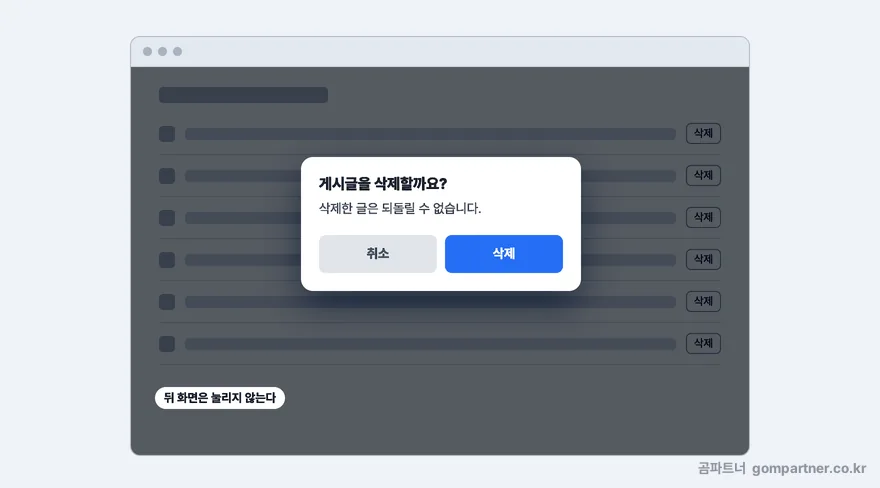 삭제
삭제
게시글을 삭제할까요?
삭제한 글은 되돌릴 수 없습니다.
삭제
취소 삭제
삭제
삭제
삭제
뒤 화면은 눌리지 않는다
곰파트너 gompartner.co.kr